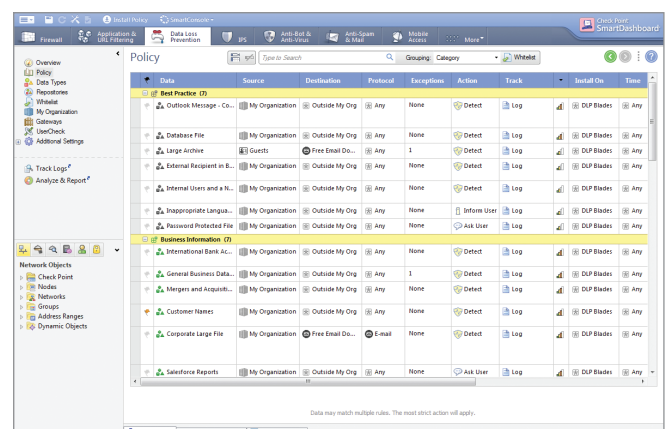 Install Policy SmartConsole
Check Point
SmartDashboard
Firewall
Application &
URL Filtering
Data Loss
Prevention
IPS
Anti-Bot &
Anti-Virus
Anti-Spam
& Mail
Mobile
Access
More
Overview
Policy
Data Types
Repositories
Whitelist
My Organization
Gateways
UserCheck
Additional Settings
Track Logs
Analyze & Report
Network Objects
Check Point
Nodes
Networks
Groups
Address Ranges
Dynamic Objects
Policy
Type to Search
Grouping: Category
Whitelist
Data Source Destination Protocol Exceptions Action Track Install On Time
Best Practice (7)
Outlook Message - Co... My Organization Outside My Org Any None Detect Log DLP Blades Any
Database File My Organization Outside My Org Any None Detect Log DLP Blades Any
Large Archive Guests Free Email Do... Any 1 Detect Log DLP Blades Any
External Recipient in B... My Organization Outside My Org Any None Detect Log DLP Blades Any
Internal Users and a N... My Organization Outside My Org Any None Detect Log DLP Blades Any
Inappropriate Langua... My Organization Outside My Org Any None Inform User Log DLP Blades Any
Password Protected File My Organization Outside My Org Any None Ask User Log DLP Blades Any
Business Information (7)
International Bank Ac... My Organization Outside My Org Any None Detect Log DLP Blades Any
General Business Data... My Organization Outside My Org Any 1 Detect Log DLP Blades Any
Mergers and Acquisiti... My Organization Outside My Org Any None Detect Log DLP Blades Any
Customer Names My Organization Outside My Org Any None Detect Log DLP Blades Any
Corporate Large File My Organization Free Email Do... E-mail None Detect Log DLP Blades Any
Salesforce Reports My Organization Outside My Org Any None Ask User Log DLP Blades Any
Data may match multiple rules. The most strict action will apply.